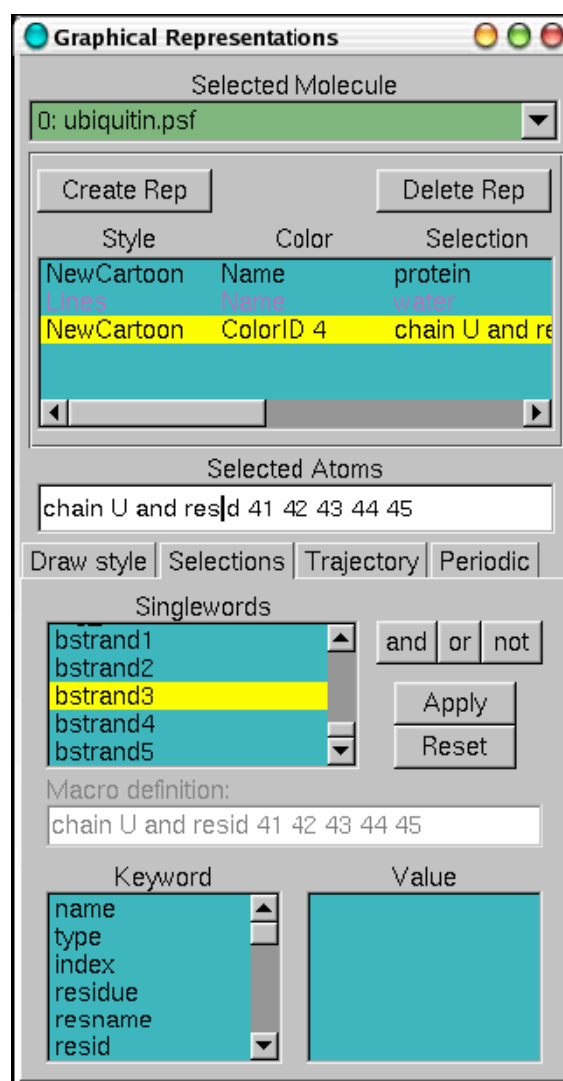 Graphical Representations
Selected Molecule
0: ubiquitin.psf
Create Rep Delete Rep
Style Color Selection
NewCartoon Name protein
Lines Name water
NewCartoon ColorID 4 chain U and re
Selected Atoms
chain U and resid 41 42 43 44 45
Draw style Selections Trajectory Periodic
Singlewords
bstrand1
and or not
bstrand2
bstrand3
Apply
bstrand4
Reset
bstrand5
Macro definition:
chain U and resid 41 42 43 44 45
Keyword Value
name
type
index
residue
resname
resid